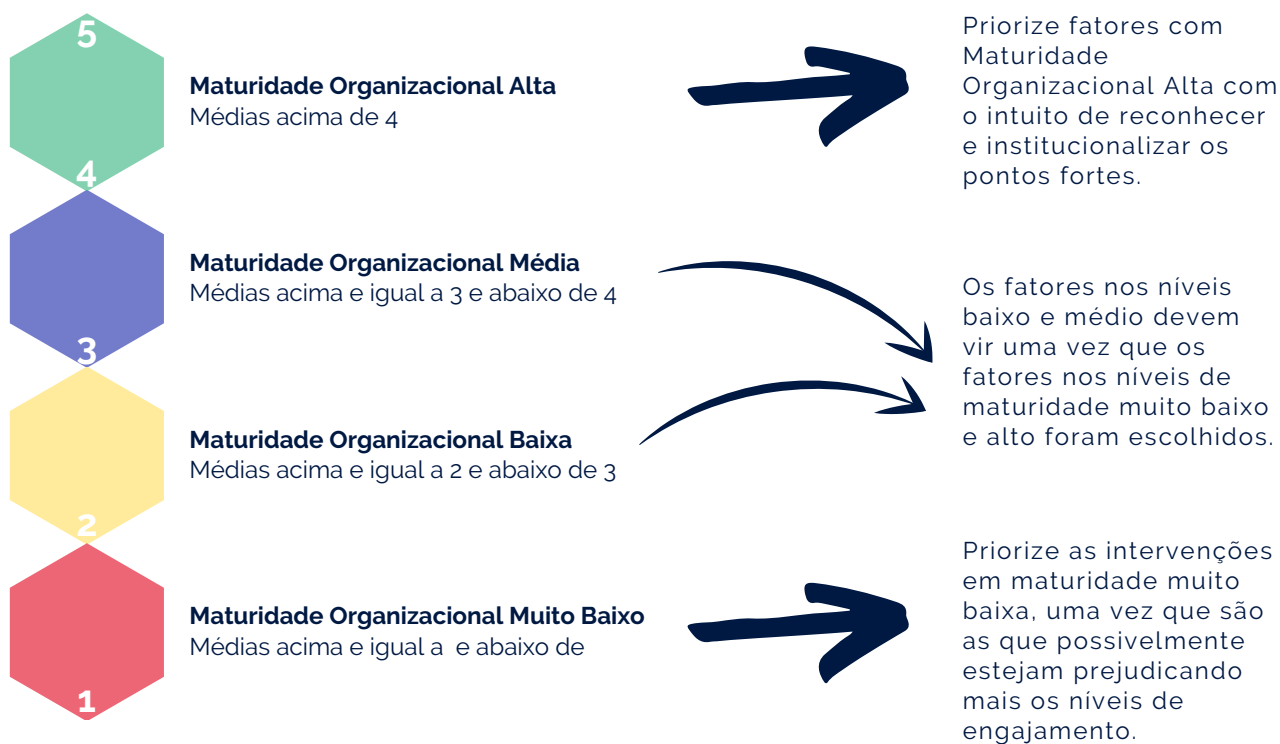 5
Maturidade Organizacional Alta
Médias acima de 4
Priorize fatores com
Maturidade
Organizacional Alta com
o intuito de reconhecer
e institucionalizar os
pontos fortes.
4
Maturidade Organizacional Média
Médias acima e igual a 3 e abaixo de 4
3
Os fatores nos níveis
baixo e médio devem
vir uma vez que os
fatores nos níveis de
maturidade muito baixo
e alto foram escolhidos.
Maturidade Organizacional Baixa
Médias acima e igual a 2 e abaixo de 3
2
Maturidade Organizacional Muito Baixo
Médias acima e igual a  e abaixo de
1
Priorize as intervenções
em maturidade muito
baixa, uma vez que são
as que possivelmente
estejam prejudicando
mais os níveis de
engajamento.